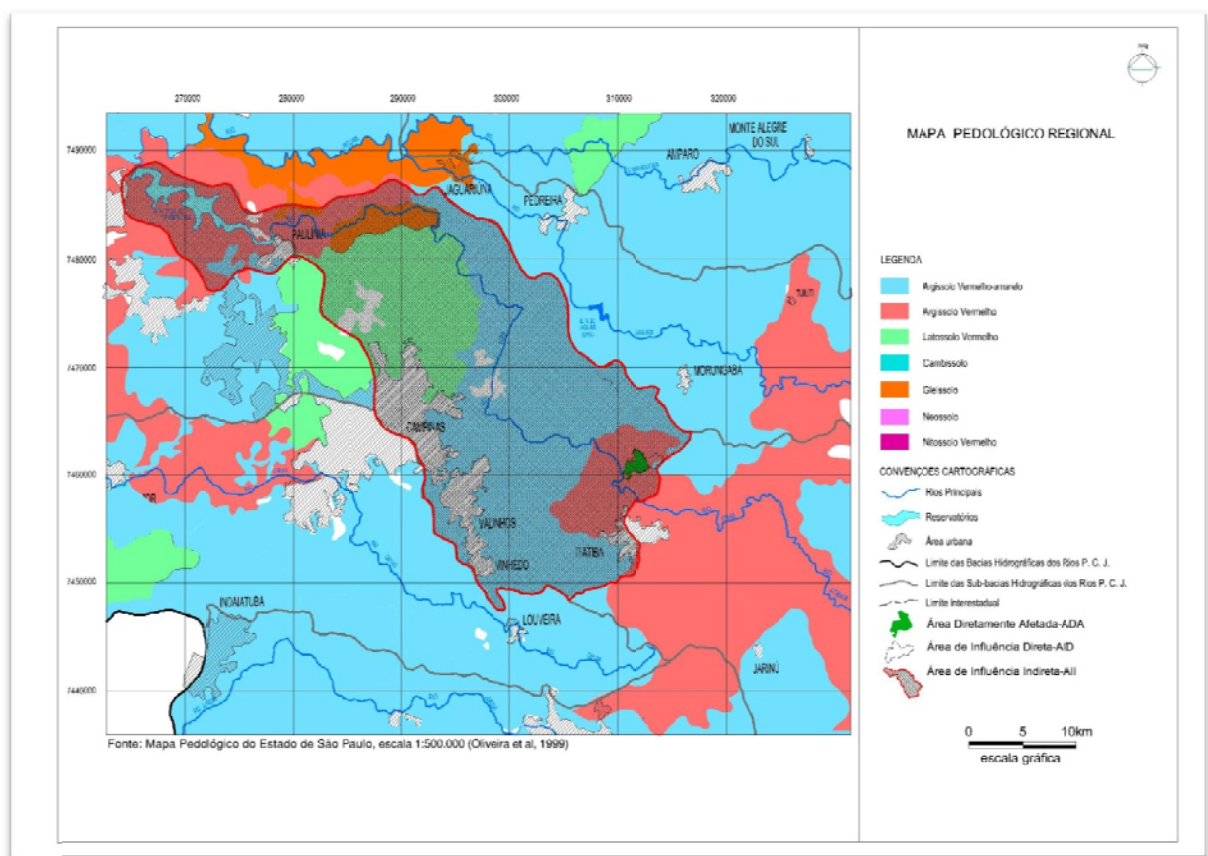 MAPA PEDOLÓGICO REGIONAL
270000 280000 290000 300000 310000 320000
7490000
7480000
7470000
7460000
7450000
7440000
MONTE ALEGRE
DO SUL
AMPARO
JAGUARIÚNA
PEDREIRA
PAULÍNIA
MORUNGABA
CAMPINAS
VALINHOS
ITATIBA
VINHEDO
INDAIATUBA
LOUVEIRA
JARINÚ
LEGENDA
Argissolo Vermelho-amarelo
Argissolo Vermelho
Latossolo Vermelho
Cambissolo
Gleissolo
Neossolo
Nitossolo Vermelho
CONVENÇÕES CARTOGRÁFICAS
Rios Principais
Reservatórios
Área urbana
Limite das Bacias Hidrográficas dos Rios P. C. J.
Limite das Sub-bacias Hidrográficas dos Rios P. C. J.
Limite Interestadual
Área Diretamente Afetada-ADA
Área de Influência Direta-AID
Área de Influência Indireta-AII
0 5 10km
escala gráfica
Fonte: Mapa Pedológico do Estado de São Paulo, escala 1:500.000 (Oliveira et al, 1999)